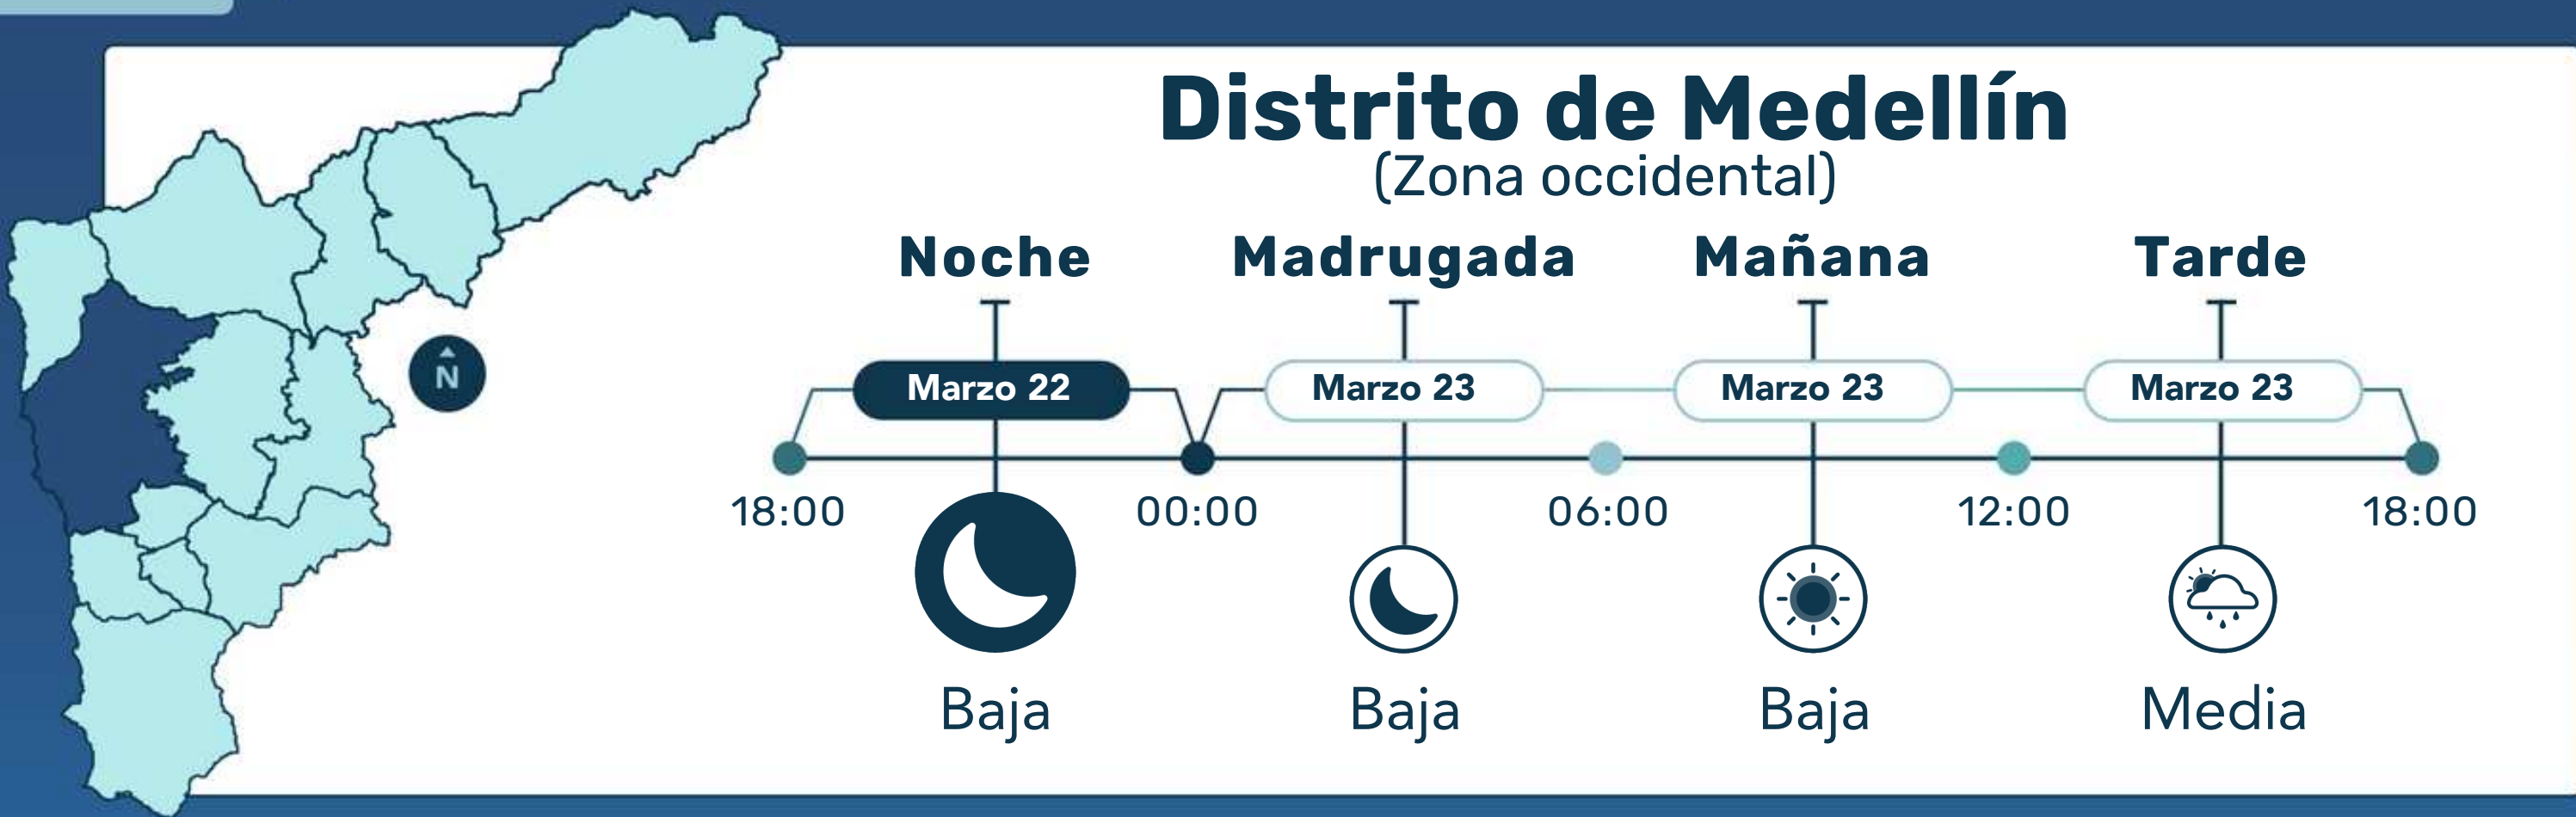 Distrito de Medellín
(Zona occidental)
Noche Madrugada Mañana Tarde
Marzo 22 Marzo 23 Marzo 23 Marzo 23
N
18:00 00:00 06:00 12:00 18:00
Baja Baja Baja Media